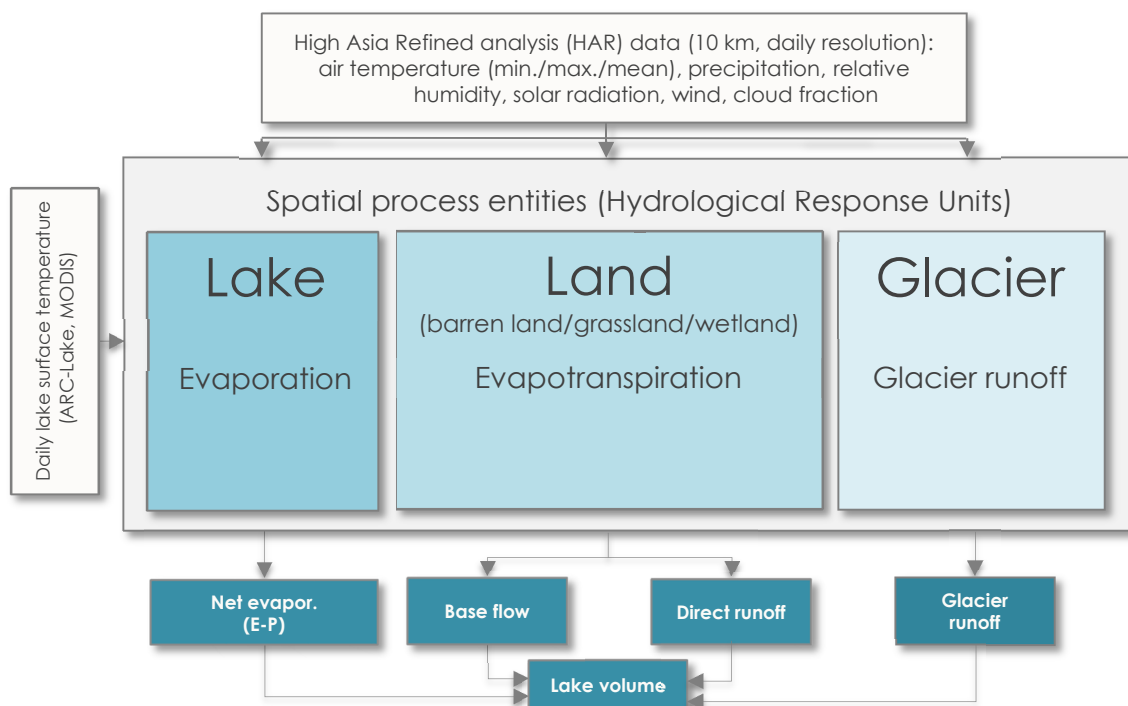 High Asia Refined analysis (HAR) data (10 km, daily resolution):
air temperature (min./max./mean), precipitation, relative
humidity, solar radiation, wind, cloud fraction
Daily lake surface temperature
(ARC-Lake, MODIS)
Spatial process entities (Hydrological Response Units)
Lake
Evaporation
Land
(barren land/grassland/wetland)
Evapotranspiration
Glacier
Glacier runoff
Net evapor.
(E-P)
Base flow
Direct runoff
Glacier
runoff
Lake volume